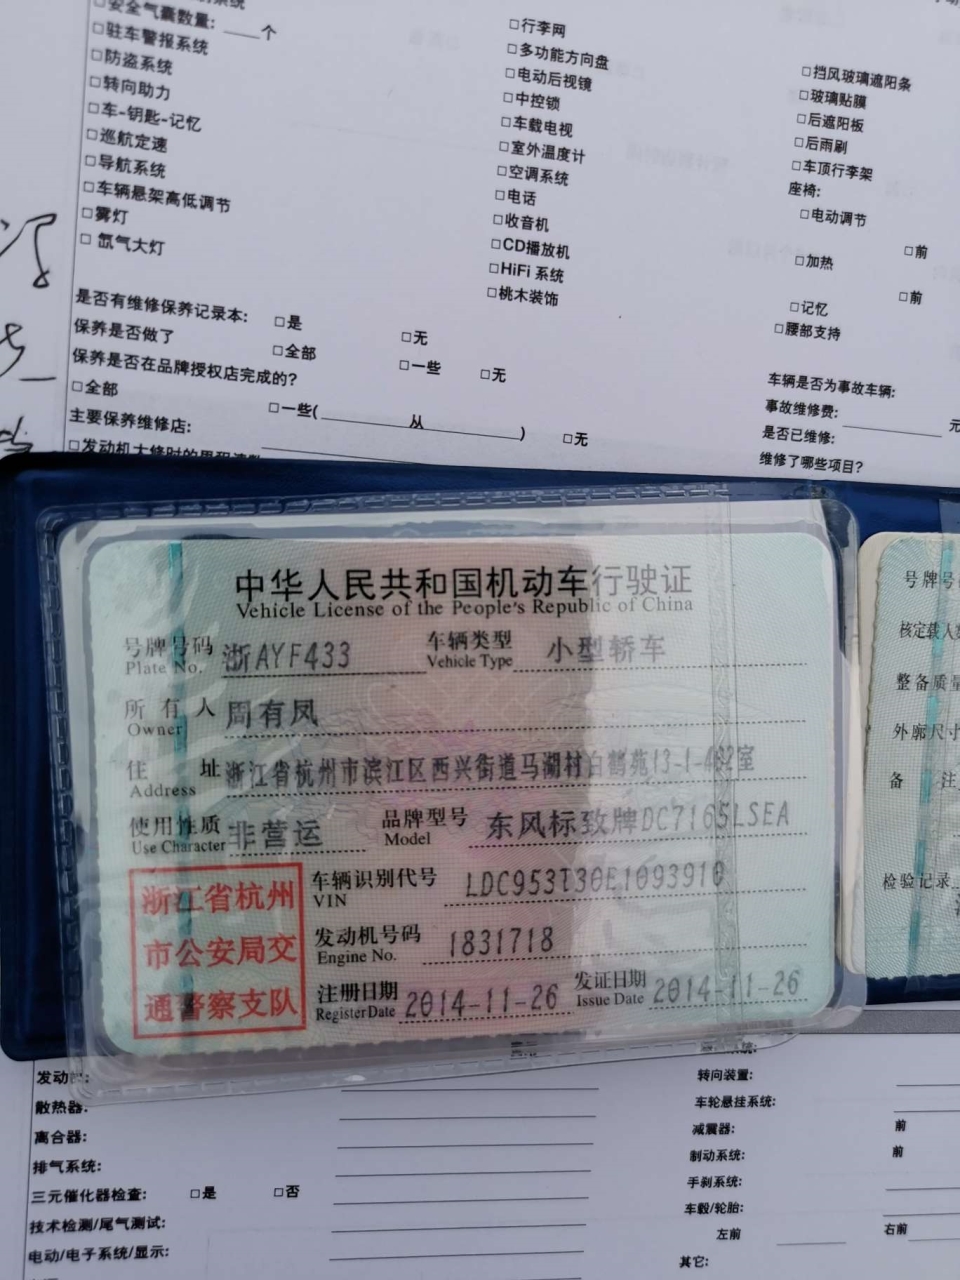 □安全气囊数量: ___个
□驻车警报系统
□防盗系统
□转向助力
□车-钥匙-记忆
□巡航定速
□导航系统
□车辆悬架高低调节
□雾灯
□ 氙气大灯
□行李网
□多功能方向盘
□电动后视镜
□中控锁
□车载电视
□室外温度计
□空调系统
□电话
□收音机
□CD播放机
□HiFi 系统
□桃木装饰
□挡风玻璃遮阳条
□玻璃贴膜
□后遮阳板
□后雨刷
□车顶行李架
座椅:
□电动调节 □前
□加热 □前
□记忆
□腰部支持
是否有维修保养记录本: □是 □无
保养是否做了 □全部 □一些 □无
保养是否在品牌授权店完成的?
□全部 □一些( 从 ) □无
主要保养维修店:
□发动机大修时的里程读数
车辆是否为事故车辆:
事故维修费: 元
是否已维修:
维修了哪些项目?
中华人民共和国机动车行驶证
Vehicle License of the People's Republic of China
号牌号码 浙AYF433 车辆类型 小型轿车
Plate No. Vehicle Type
所有人 周有凤
Owner
住 址 浙江省杭州市滨江区西兴街道马湖村白鹤苑13-1-402室
Address
使用性质 非营运 品牌型号 东风标致牌DC7165LSEA
Use Character Model
浙江省杭州
市公安局交
通警察支队
车辆识别代号
VIN
发动机号码 1831718
Engine No.
注册日期 2014-11-26 发证日期 2014-11-26
Register Date Issue Date
号牌号
核定载人
整备质量
外廓尺寸
备 注
检验记录
发动机:
散热器:
离合器:
排气系统:
三元催化器检查: □是 □否
技术检测/尾气测试:
电动/电子系统/显示:
转向装置:
车轮悬挂系统:
减震器: 前
制动系统: 前
手刹系统:
车毂/轮胎:
左前 右前
其它: